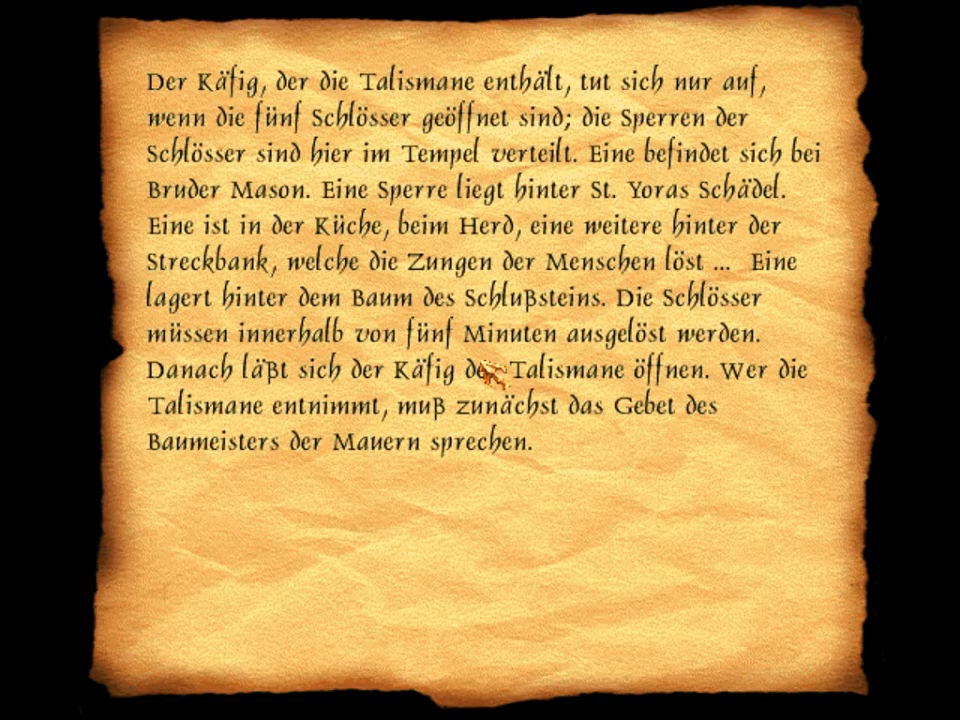 Der Käfig, der die Talismane enthält, tut sich nur auf,
wenn die fünf Schlösser geöffnet sind; die Sperren der
Schlösser sind hier im Tempel verteilt. Eine befindet sich bei
Bruder Mason. Eine Sperre liegt hinter St. Yoras Schädel.
Eine ist in der Küche, beim Herd, eine weitere hinter der
Streckbank, welche die Zungen der Menschen löst ... Eine
lagert hinter dem Baum des Schlußsteins. Die Schlösser
müssen innerhalb von fünf Minuten ausgelöst werden.
Danach läßt sich der Käfig der Talismane öffnen. Wer die
Talismane entnimmt, muß zunächst das Gebet des
Baumeisters der Mauern sprechen.